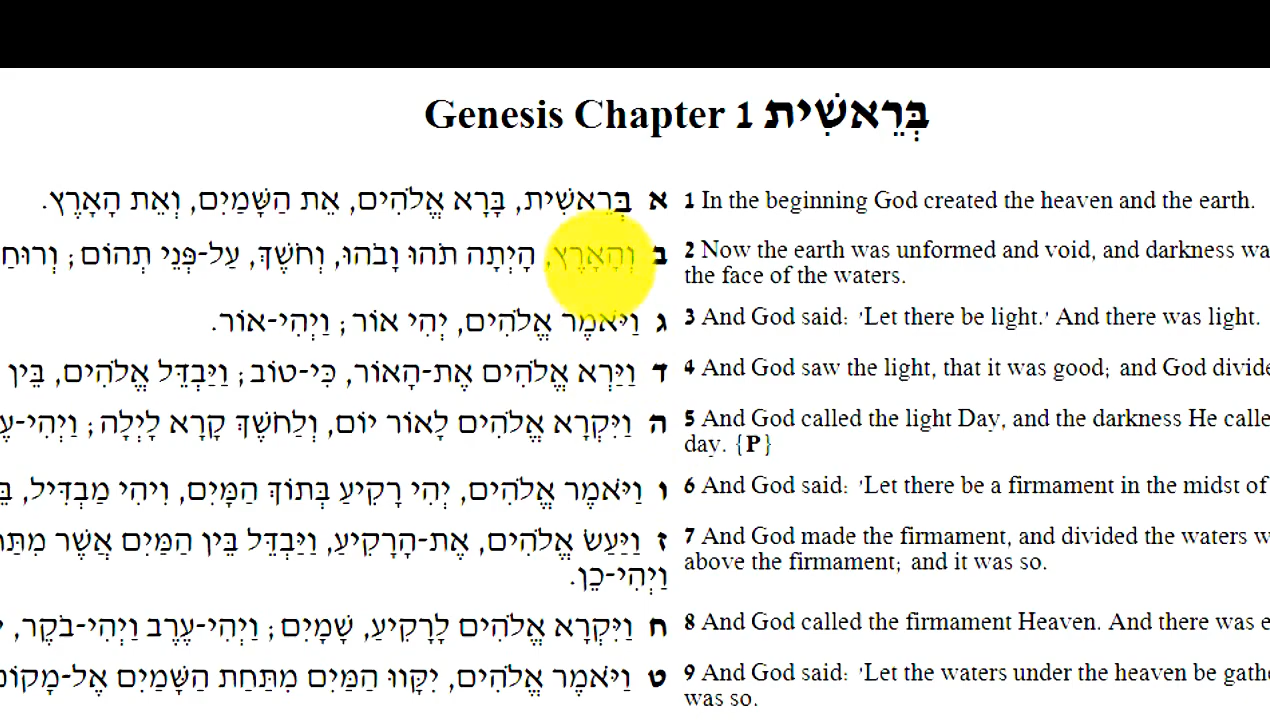 Genesis Chapter 1 בְּרֵאשִׁית
א בְּרֵאשִׁית, בָּרָא אֱלֹהִים, אֵת הַשָּׁמַיִם, וְאֵת הָאָרֶץ.
1 In the beginning God created the heaven and the earth.
ב וְהָאָרֶץ, הָיְתָה תֹהוּ וָבֹהוּ, וְחֹשֶׁךְ, עַל-פְּנֵי תְהוֹם; וְרוּחַ
2 Now the earth was unformed and void, and darkness wa
the face of the waters.
ג וַיֹּאמֶר אֱלֹהִים, יְהִי אוֹר; וַיְהִי-אוֹר.
3 And God said: 'Let there be light.' And there was light.
ד וַיַּרְא אֱלֹהִים אֶת-הָאוֹר, כִּי-טוֹב; וַיַּבְדֵּל אֱלֹהִים, בֵּין
4 And God saw the light, that it was good; and God divide
ה וַיִּקְרָא אֱלֹהִים לָאוֹר יוֹם, וְלַחֹשֶׁךְ קָרָא לָיְלָה; וַיְהִי-עֶ
5 And God called the light Day, and the darkness He calle
day. {P}
ו וַיֹּאמֶר אֱלֹהִים, יְהִי רָקִיעַ בְּתוֹךְ הַמָּיִם, וִיהִי מַבְדִּיל, בֵּ
6 And God said: 'Let there be a firmament in the midst of
ז וַיַּעַשׂ אֱלֹהִים, אֶת-הָרָקִיעַ, וַיַּבְדֵּל בֵּין הַמַּיִם אֲשֶׁר מִתַּ
וַיְהִי-כֵן.
7 And God made the firmament, and divided the waters w
above the firmament; and it was so.
ח וַיִּקְרָא אֱלֹהִים לָרָקִיעַ, שָׁמָיִם; וַיְהִי-עֶרֶב וַיְהִי-בֹקֶר,
8 And God called the firmament Heaven. And there was e
ט וַיֹּאמֶר אֱלֹהִים, יִקָּווּ הַמַּיִם מִתַּחַת הַשָּׁמַיִם אֶל-מָקוֹם
9 And God said: 'Let the waters under the heaven be gathe
was so.